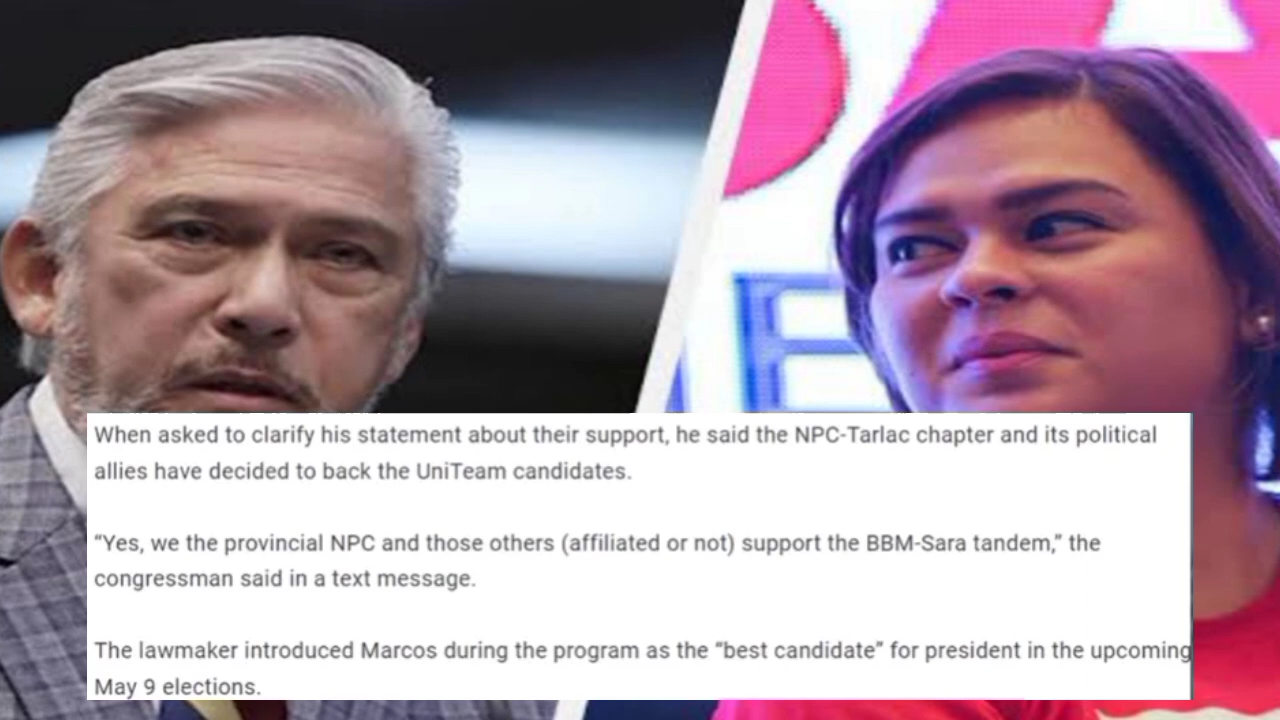 When asked to clarify his statement about their support, he said the NPC-Tarlac chapter and its political
allies have decided to back the UniTeam candidates.
“Yes, we the provincial NPC and those others (affiliated or not) support the BBM-Sara tandem,” the
congressman said in a text message.
The lawmaker introduced Marcos during the program as the “best candidate” for president in the upcoming
May 9 elections.